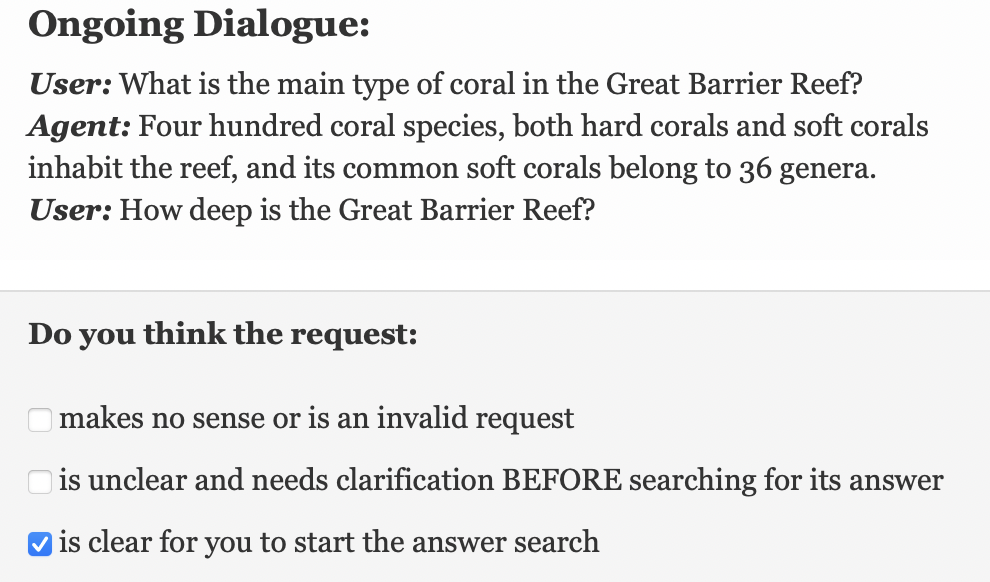 Ongoing Dialogue:
User: What is the main type of coral in the Great Barrier Reef?
Agent: Four hundred coral species, both hard corals and soft corals
inhabit the reef, and its common soft corals belong to 36 genera.
User: How deep is the Great Barrier Reef?
Do you think the request:
makes no sense or is an invalid request
is unclear and needs clarification BEFORE searching for its answer
is clear for you to start the answer search